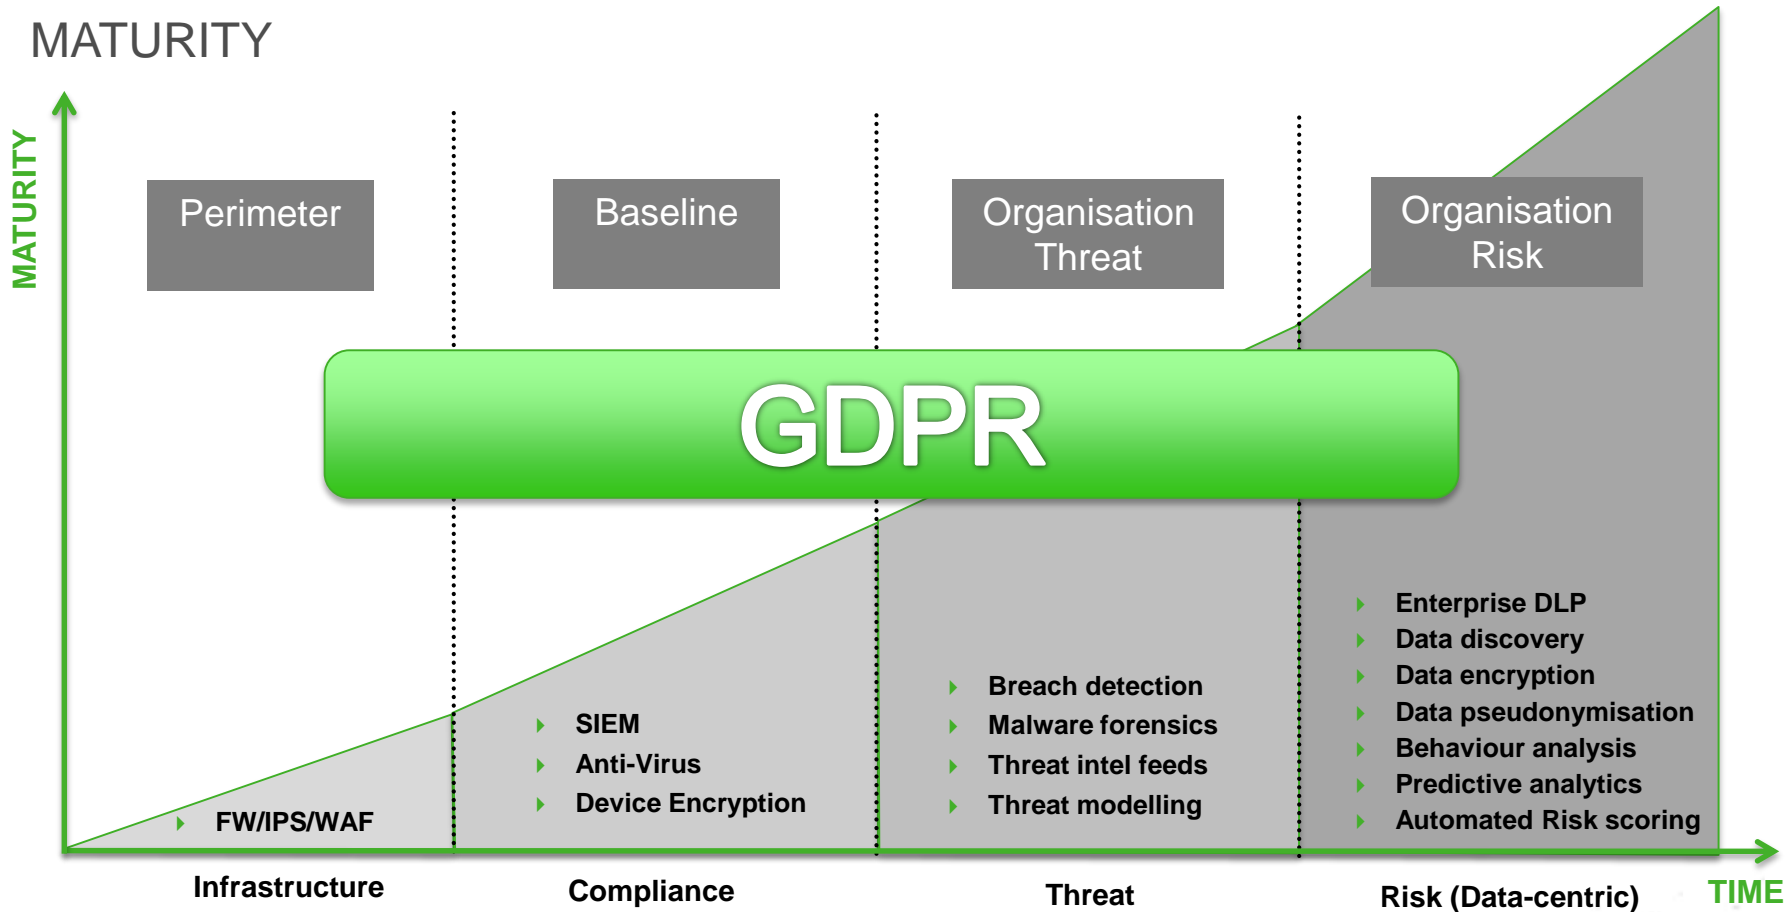 MATURITY
MATURITY
Perimeter
Baseline
Organisation
Threat
Organisation
Risk
GDPR
FW/IPS/WAF
SIEM
Anti-Virus
Device Encryption
Breach detection
Malware forensics
Threat intel feeds
Threat modelling
Enterprise DLP
Data discovery
Data encryption
Data pseudonymisation
Behaviour analysis
Predictive analytics
Automated Risk scoring
Infrastructure
Compliance
Threat
Risk (Data-centric)
TIME